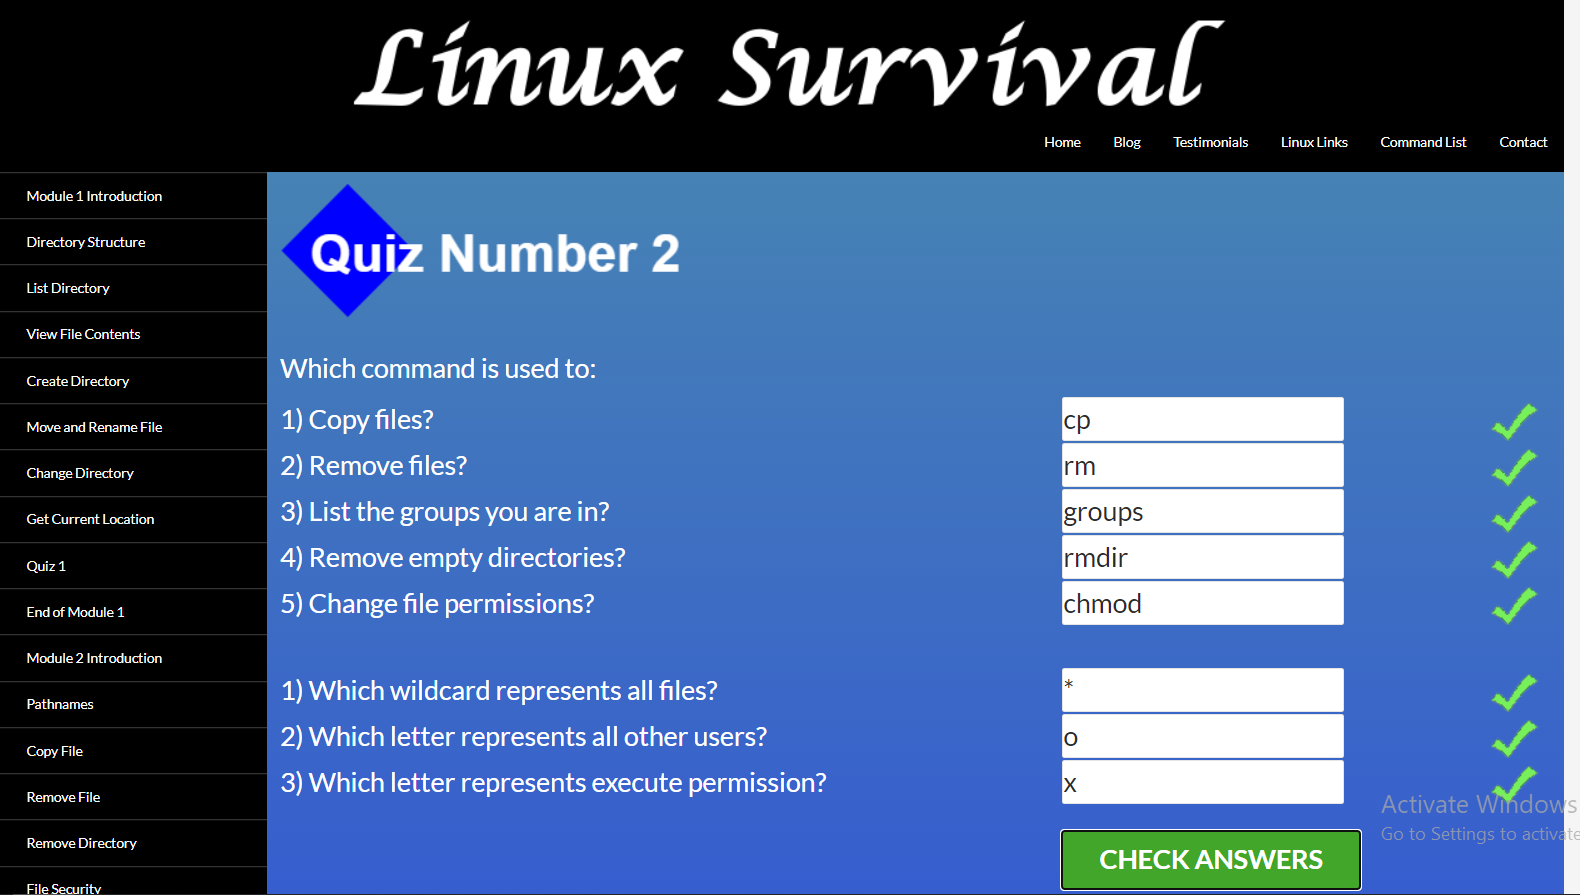 Linux Survival
Home Blog Testimonials Linux Links Command List Contact
Module 1 Introduction
Directory Structure
List Directory
View File Contents
Create Directory
Move and Rename File
Change Directory
Get Current Location
Quiz 1
End of Module 1
Module 2 Introduction
Pathnames
Copy File
Remove File
Remove Directory
File Security
Quiz Number 2
Which command is used to:
1) Copy files? cp
2) Remove files? rm
3) List the groups you are in? groups
4) Remove empty directories? rmdir
5) Change file permissions? chmod
1) Which wildcard represents all files? *
2) Which letter represents all other users? o
3) Which letter represents execute permission? x
CHECK ANSWERS
Activate Windows
Go to Settings to activate